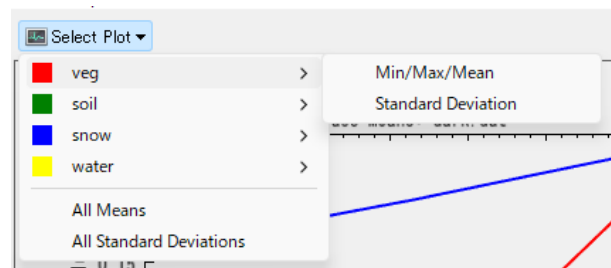 Select Plot
veg
Min/Max/Mean
soil
Standard Deviation
snow
water
All Means
All Standard Deviations